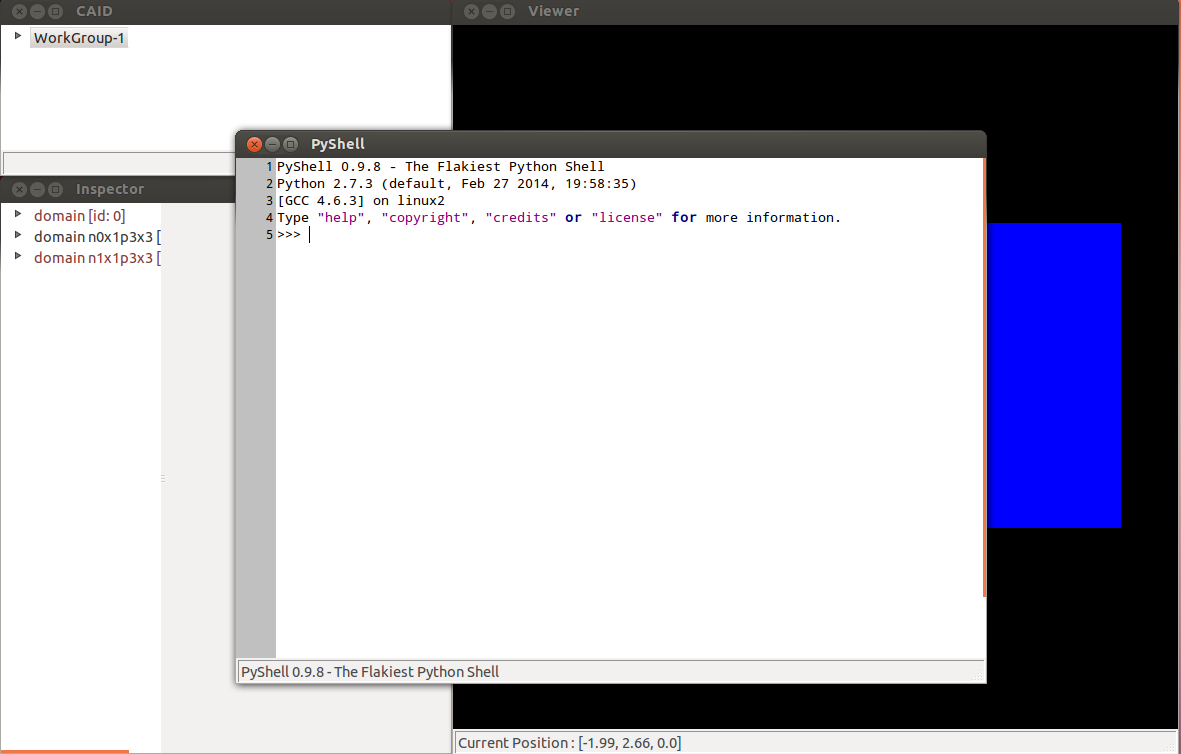 CAID
WorkGroup-1
Viewer
PyShell
1 PyShell 0.9.8 - The Flakiest Python Shell
2 Python 2.7.3 (default, Feb 27 2014, 19:58:35)
3 [GCC 4.6.3] on linux2
4 Type "help", "copyright", "credits" or "license" for more information.
5 >>>
PyShell 0.9.8 - The Flakiest Python Shell
Inspector
domain [id: 0]
domain n0x1p3x3 [
domain n1x1p3x3 [
Current Position : [-1.99, 2.66, 0.0]